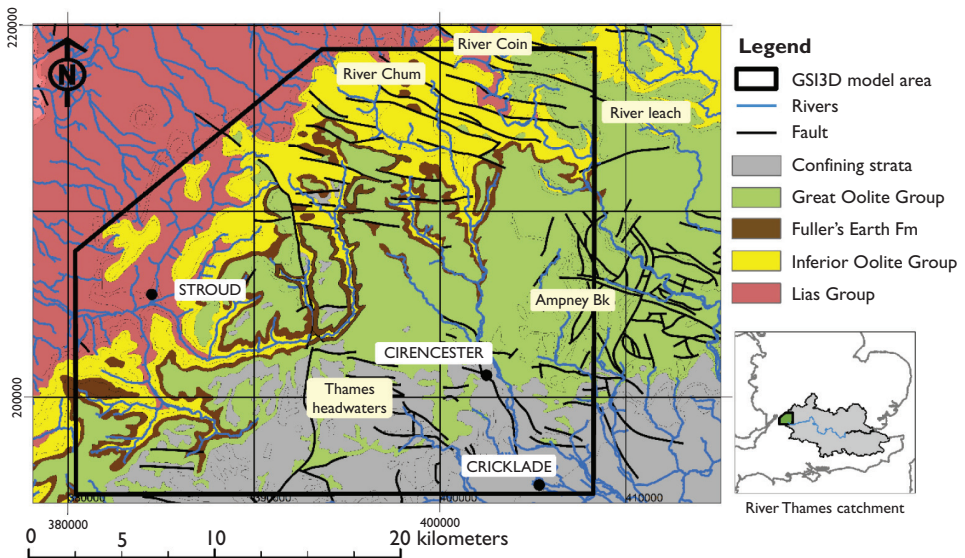 220000
200000
N
River Coin
River Chum
River leach
STROUD
Ampney Bk
CIRENCESTER
Thames
headwaters
CRICKLADE
380000
390000
400000
410000
380000
400000
0
5
10
20 kilometers
Legend
GSI3D model area
Rivers
Fault
Confining strata
Great Oolite Group
Fuller's Earth Fm
Inferior Oolite Group
Lias Group
River Thames catchment